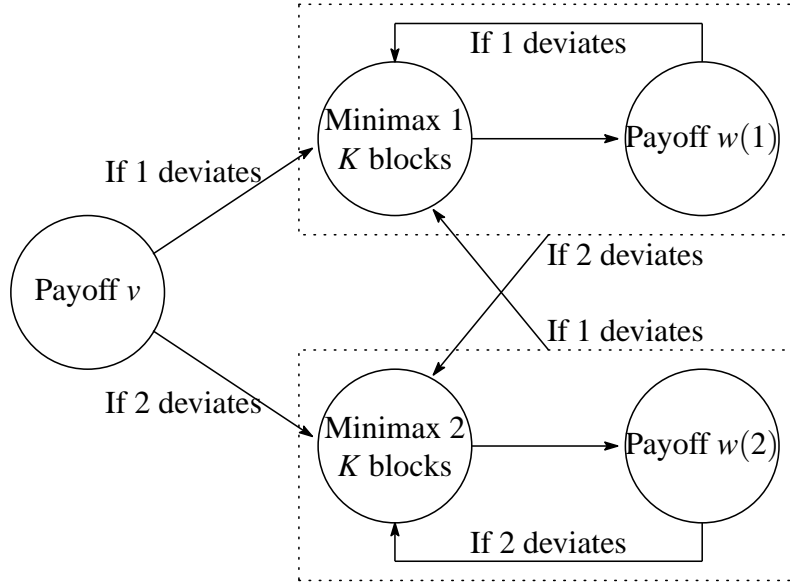 If 1 deviates
Minimax 1
K blocks
Payoff w(1)
If 1 deviates
If 2 deviates
Payoff v
If 1 deviates
If 2 deviates
Minimax 2
K blocks
Payoff w(2)
If 2 deviates